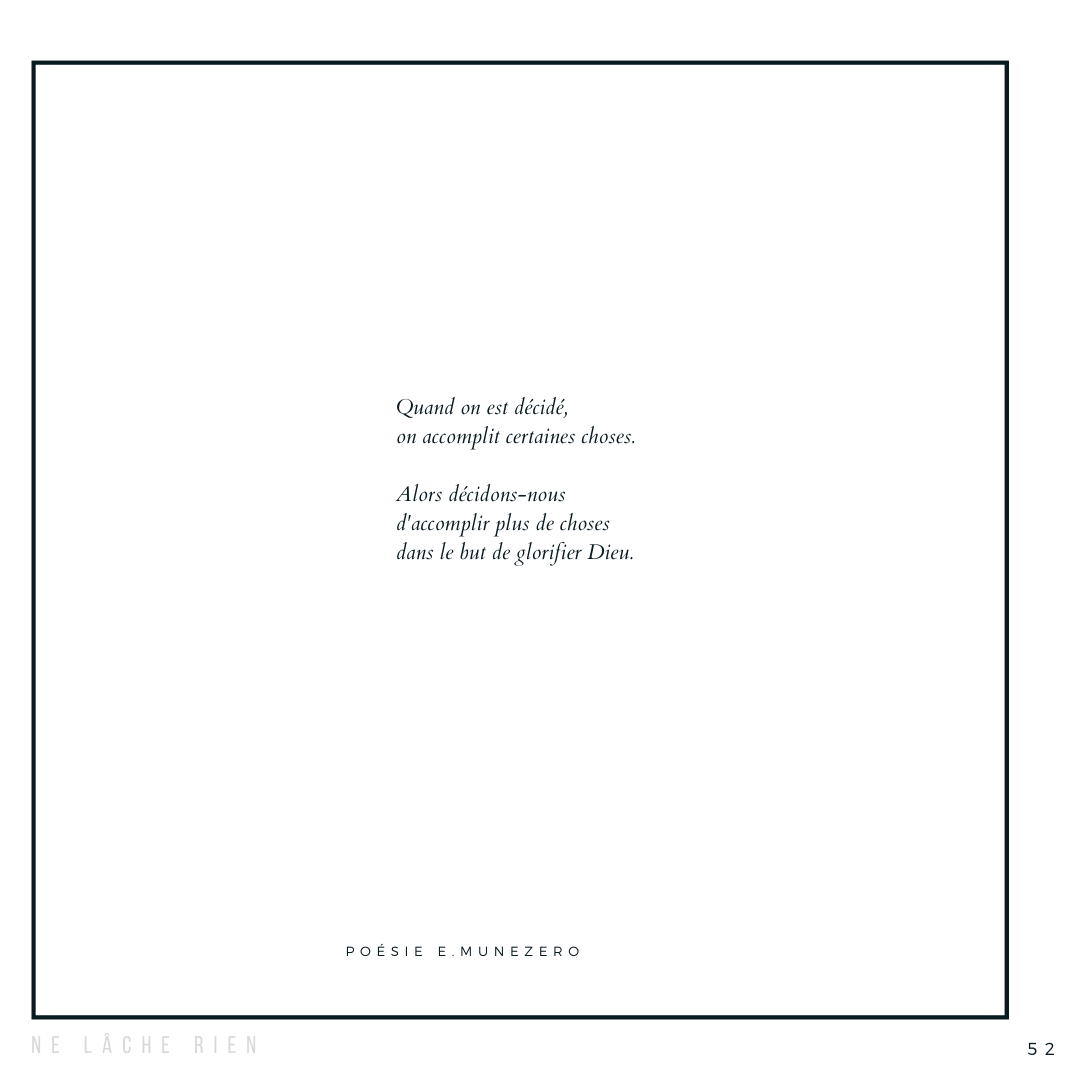 Quand on est décidé,
on accomplit certaines choses.
Alors décidons-nous
d'accomplir plus de choses
dans le but de glorifier Dieu.
POÉSIE E.MUNEZERO
NE LÂCHE RIEN
52